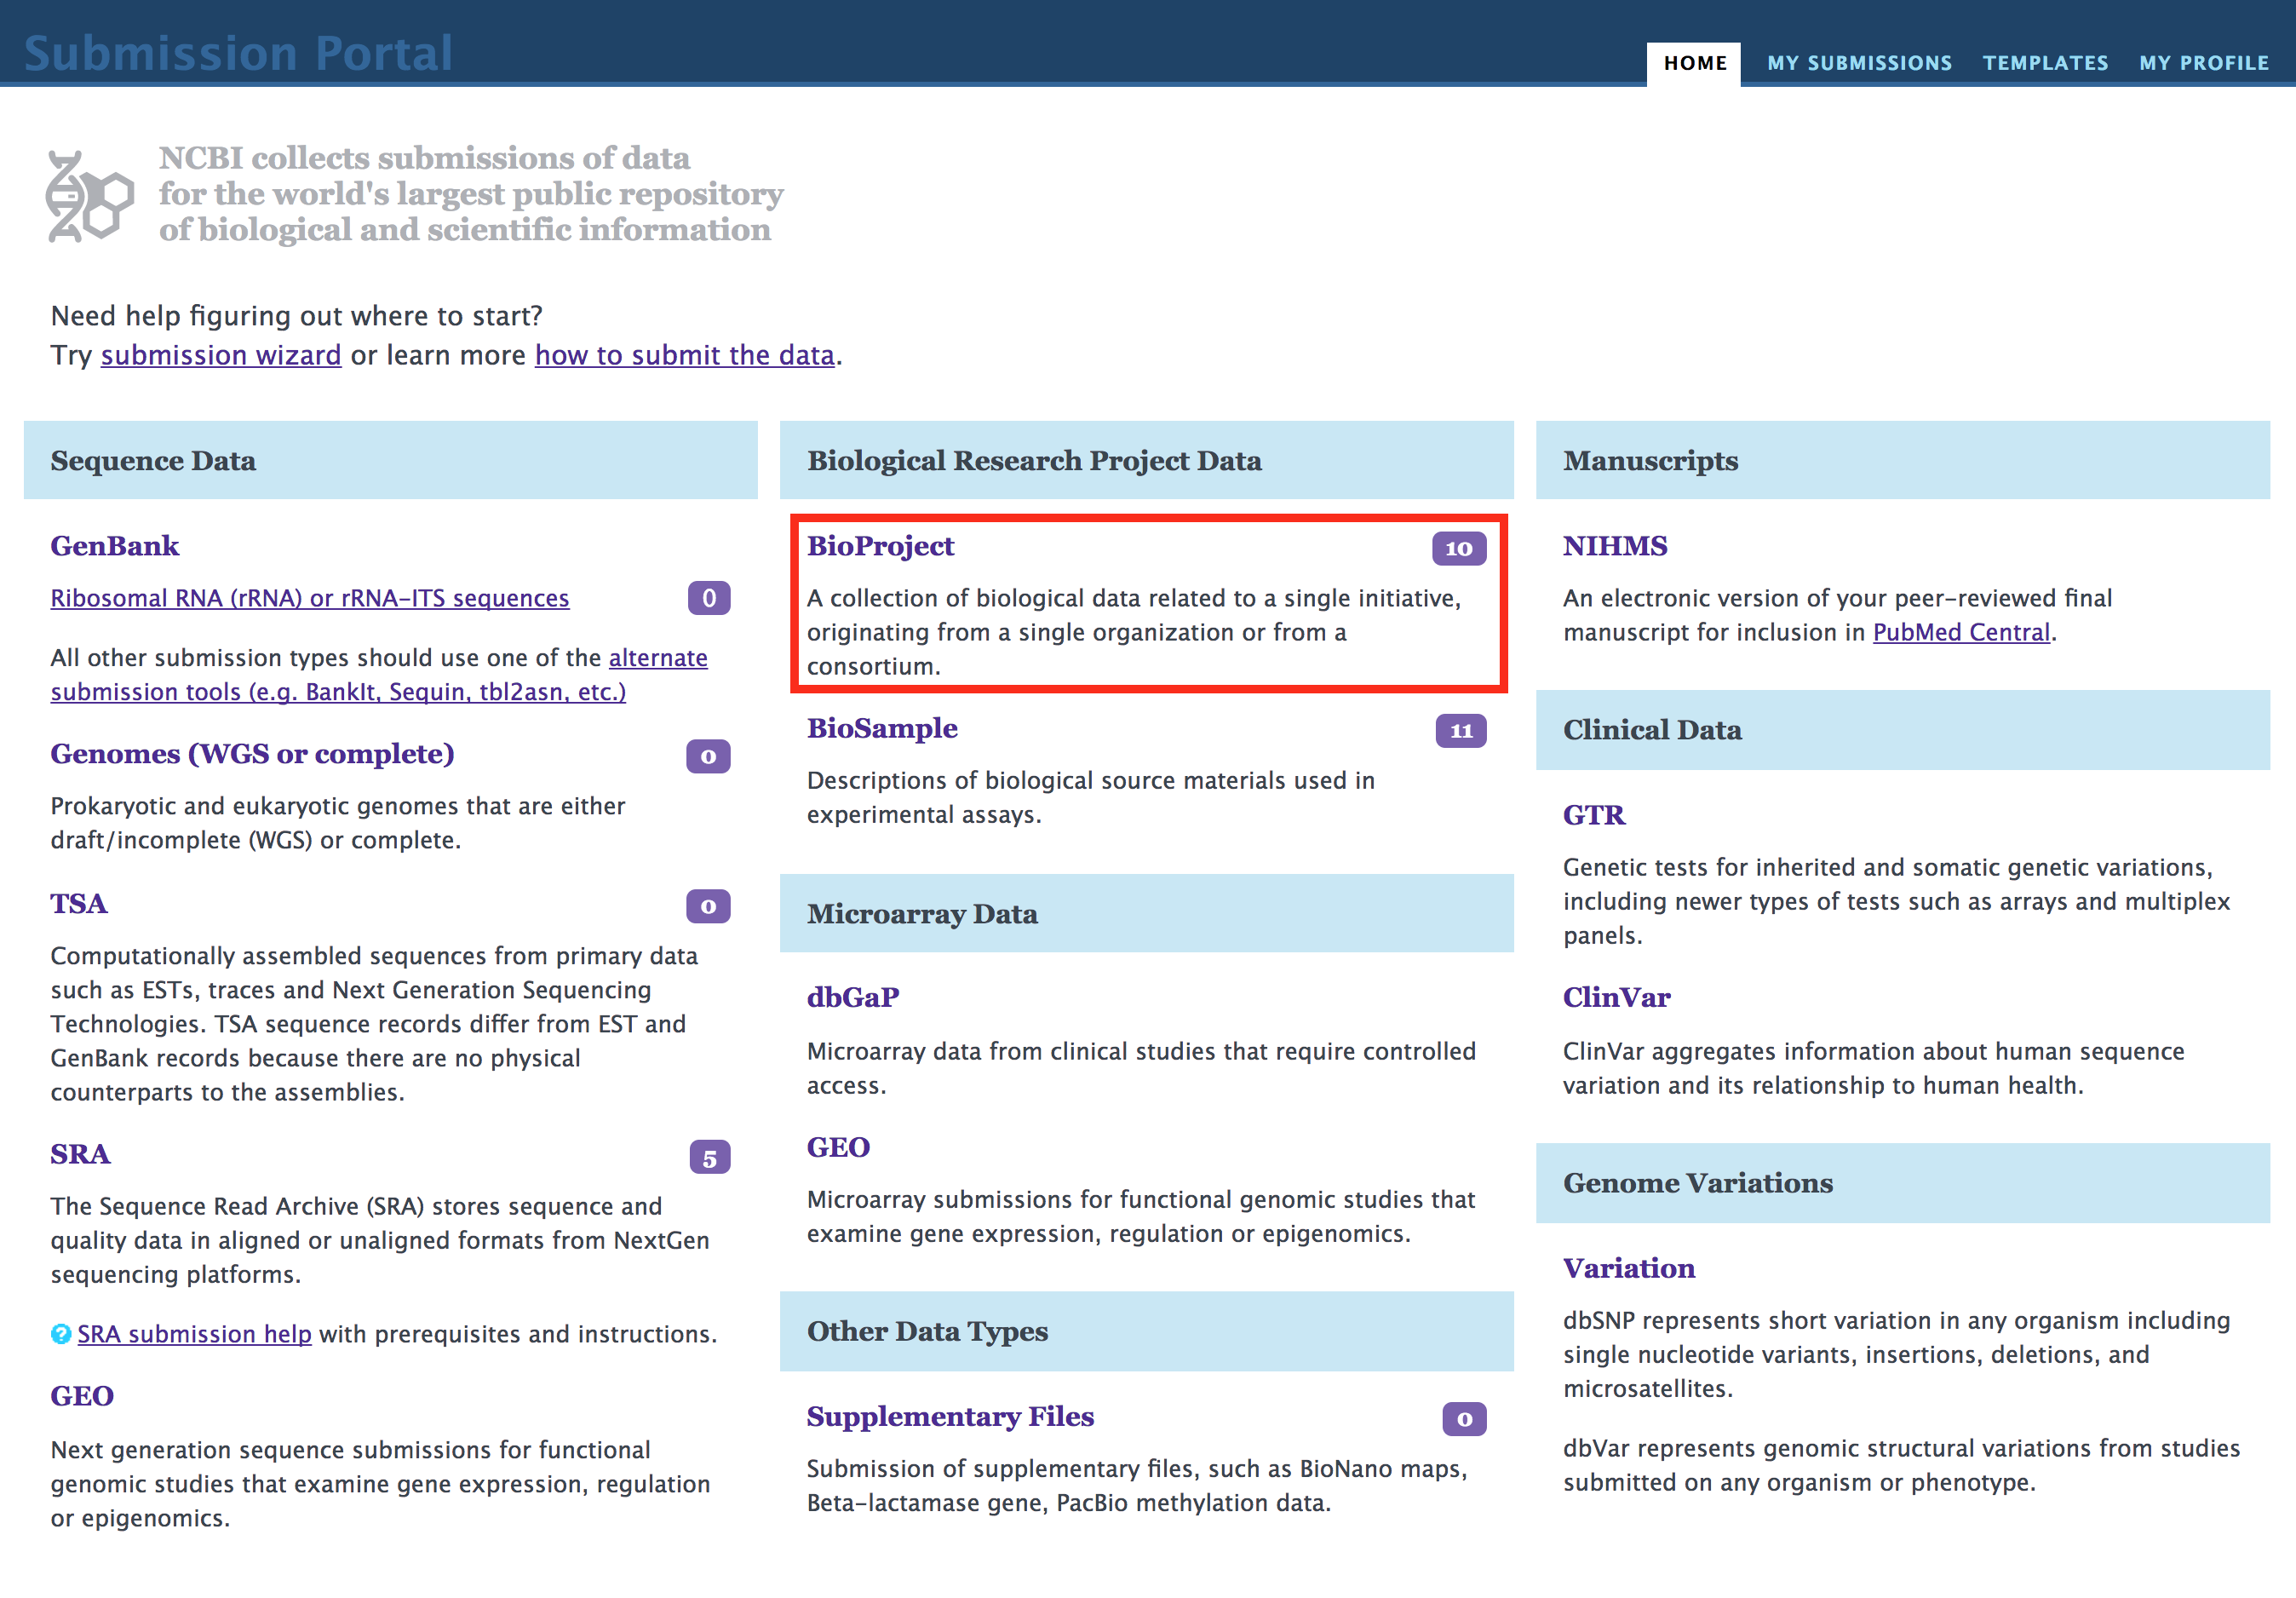 Submission Portal
HOME
MY SUBMISSIONS
TEMPLATES
MY PROFILE
NCBI collects submissions of data
for the world's largest public repository
of biological and scientific information
Need help figuring out where to start?
Try submission wizard or learn more how to submit the data.
Sequence Data
GenBank
Ribosomal RNA (rRNA) or rRNA-ITS sequences
0
All other submission types should use one of the alternate
submission tools (e.g. BankIt, Sequin, tbl2asn, etc.)
Genomes (WGS or complete)
0
Prokaryotic and eukaryotic genomes that are either
draft/incomplete (WGS) or complete.
TSA
0
Computationally assembled sequences from primary data
such as ESTs, traces and Next Generation Sequencing
Technologies. TSA sequence records differ from EST and
GenBank records because there are no physical
counterparts to the assemblies.
SRA
5
The Sequence Read Archive (SRA) stores sequence and
quality data in aligned or unaligned formats from NextGen
sequencing platforms.
? SRA submission help with prerequisites and instructions.
GEO
Next generation sequence submissions for functional
genomic studies that examine gene expression, regulation
or epigenomics.
Biological Research Project Data
BioProject
10
A collection of biological data related to a single initiative,
originating from a single organization or from a
consortium.
BioSample
11
Descriptions of biological source materials used in
experimental assays.
Microarray Data
dbGaP
Microarray data from clinical studies that require controlled
access.
GEO
Microarray submissions for functional genomic studies that
examine gene expression, regulation or epigenomics.
Other Data Types
Supplementary Files
0
Submission of supplementary files, such as BioNano maps,
Beta-lactamase gene, PacBio methylation data.
Manuscripts
NIHMS
An electronic version of your peer-reviewed final
manuscript for inclusion in PubMed Central.
Clinical Data
GTR
Genetic tests for inherited and somatic genetic variations,
including newer types of tests such as arrays and multiplex
panels.
ClinVar
ClinVar aggregates information about human sequence
variation and its relationship to human health.
Genome Variations
Variation
dbSNP represents short variation in any organism including
single nucleotide variants, insertions, deletions, and
microsatellites.
dbVar represents genomic structural variations from studies
submitted on any organism or phenotype.